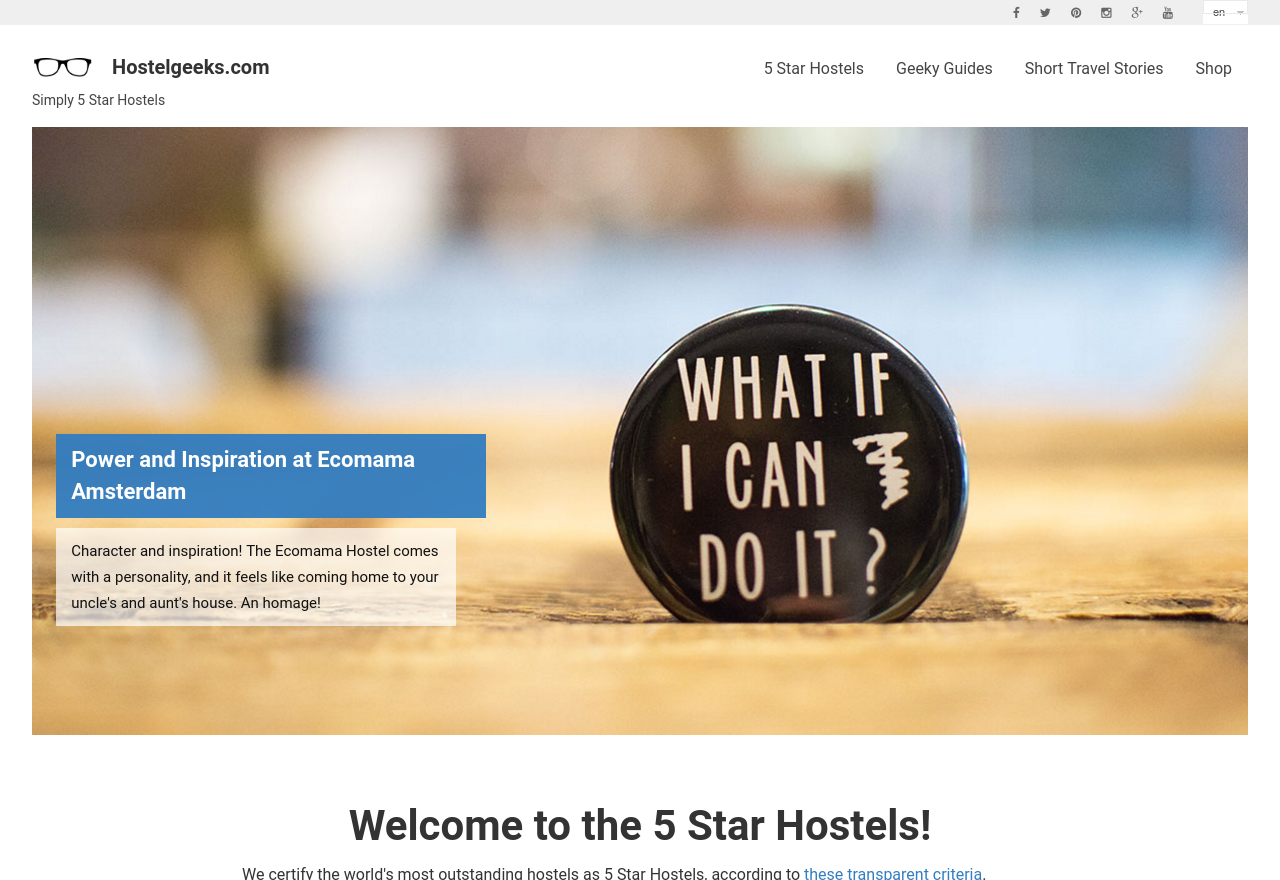 en
Hostelgeeks.com
5 Star Hostels
Geeky Guides
Short Travel Stories
Shop
Simply 5 Star Hostels
WHAT IF
I CAN
DO IT ?
Power and Inspiration at Ecomama
Amsterdam
Character and inspiration! The Ecomama Hostel comes
with a personality, and it feels like coming home to your
uncle's and aunt's house. An homage!
Welcome to the 5 Star Hostels!
We certify the world's most outstanding hostels as 5 Star Hostels, according to these transparent criteria.